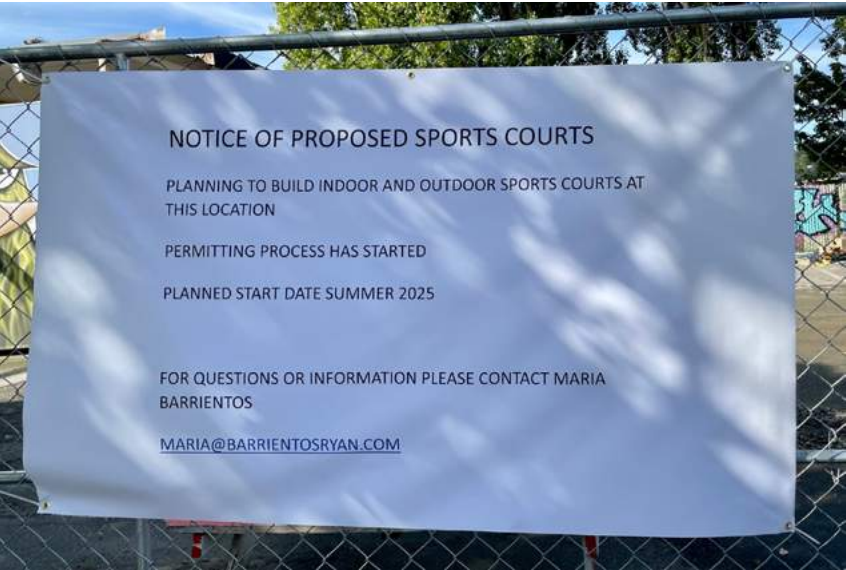 NOTICE OF PROPOSED SPORTS COURTS
PLANNING TO BUILD INDOOR AND OUTDOOR SPORTS COURTS AT
THIS LOCATION
PERMITTING PROCESS HAS STARTED
PLANNED START DATE SUMMER 2025
FOR QUESTIONS OR INFORMATION PLEASE CONTACT MARIA
BARRIENTOS
MARIA@BARRIENTOSRYAN.COM